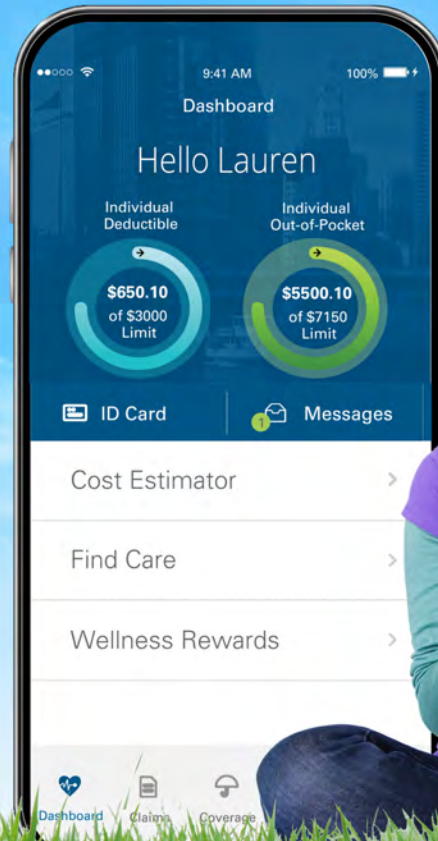 9:41 AM
100%
Dashboard
Hello Lauren
Individual
Deductible
$650.10
of $3000
Limit
Individual
Out-of-Pocket
$5500.10
of $7150
Limit
ID Card
1
Messages
Cost Estimator
Find Care
Wellness Rewards
Dashboard
Claims
Coverage